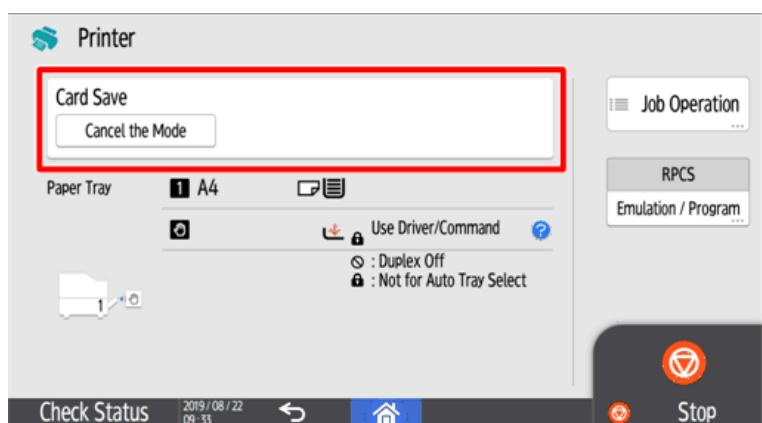 Printer
Card Save
Cancel the Mode
Job Operation
Paper Tray
1 A4
RPCS
Emulation / Program
Use Driver/Command
?
: Duplex Off
: Not for Auto Tray Select
1
Check Status
2019/08/22
09:33
Stop